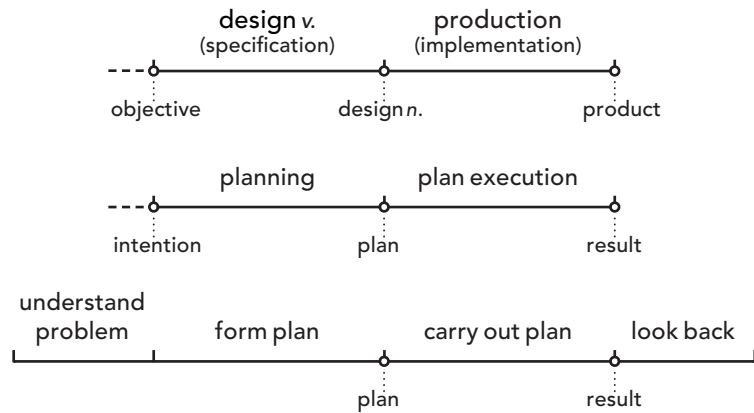 design v. production
(specification) (implementation)
objective design n. product
planning plan execution
intention plan result
understand
problem form plan carry out plan look back
plan result